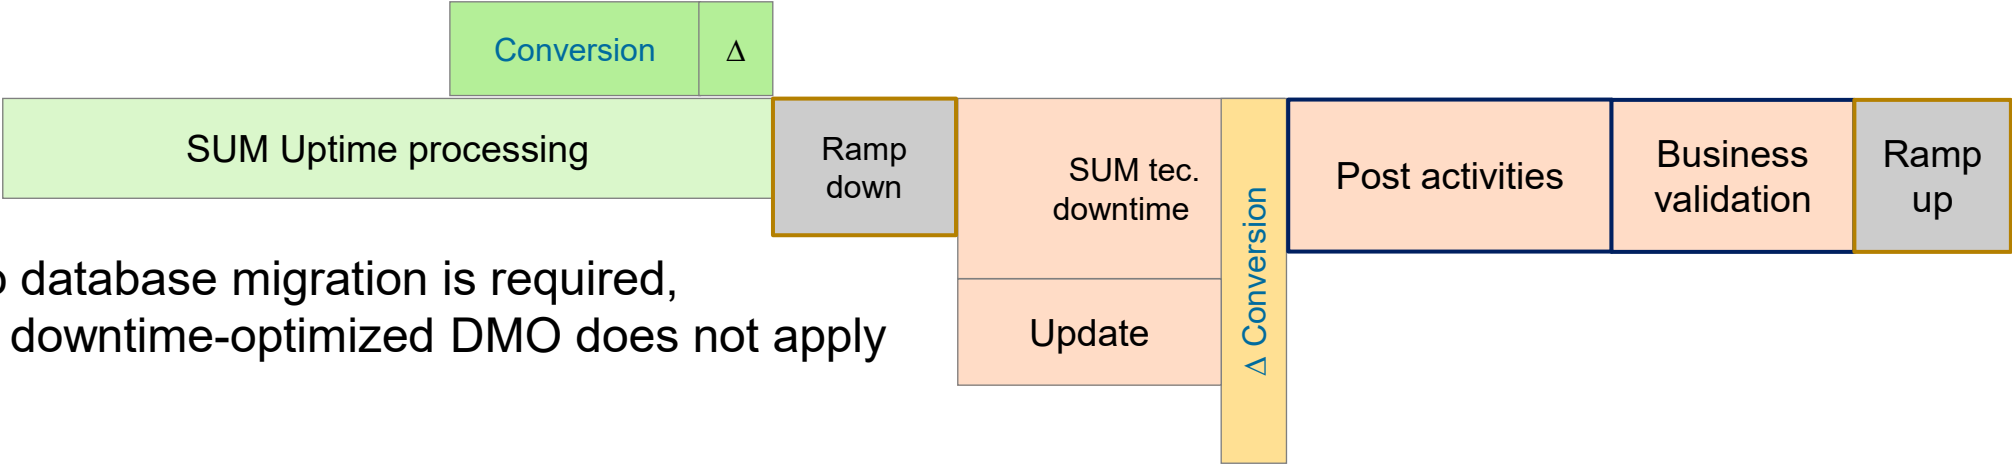 Conversion
Δ
SUM Uptime processing
Ramp
down
SUM tec.
downtime
Update
Δ Conversion
Post activities
Business
validation
Ramp
up
database migration is required,
downtime-optimized DMO does not apply